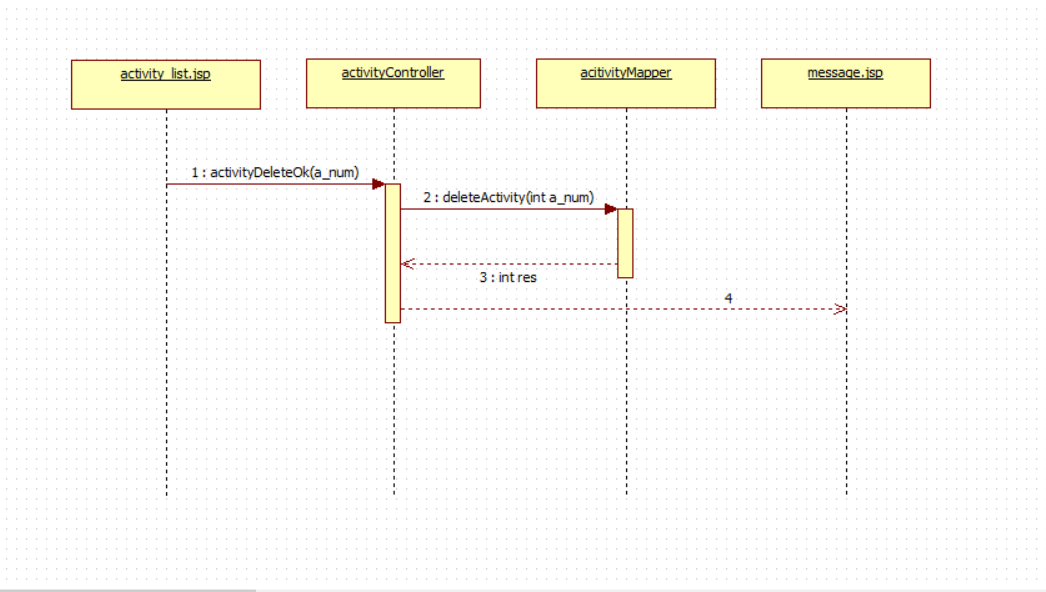 activity_list.jsp
activityController
acitivityMapper
message.jsp
1 : activityDeleteOk(a_num)
2 : deleteActivity(int a_num)
3 : int res
4